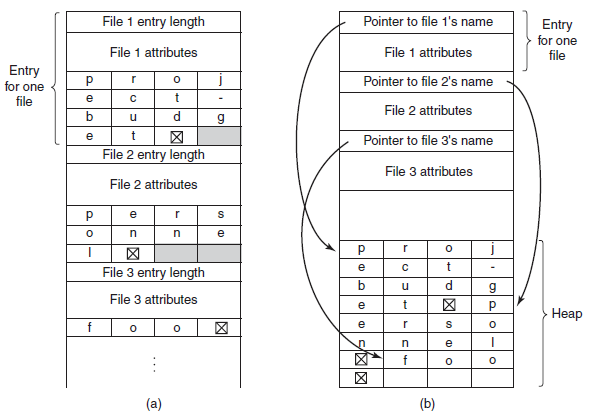 Entry
for one
file
File 1 entry length
File 1 attributes
p r o j
e c t -
b u d g
e t ☒
File 2 entry length
File 2 attributes
p e r s
o n n e
l ☒
File 3 entry length
File 3 attributes
f o o ☒
⋮
(a)
Pointer to file 1's name
File 1 attributes
Pointer to file 2's name
File 2 attributes
Pointer to file 3's name
File 3 attributes
Entry
for one
file
p r o j
e c t -
b u d g
e t ☒ p
e r s o
n n e l
☒ f o o
☒
Heap
(b)